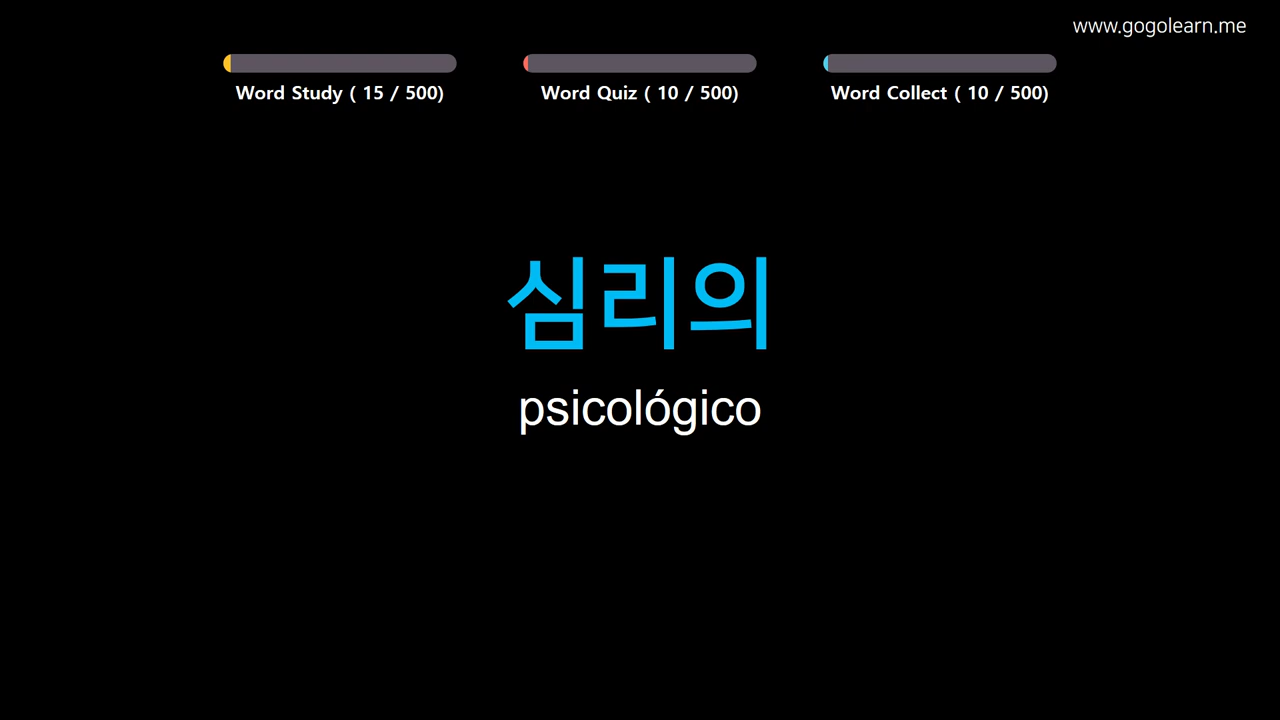 www.gogolearn.me
Word Study ( 15 / 500)
Word Quiz ( 10 / 500)
Word Collect ( 10 / 500)
심리의
psicológico